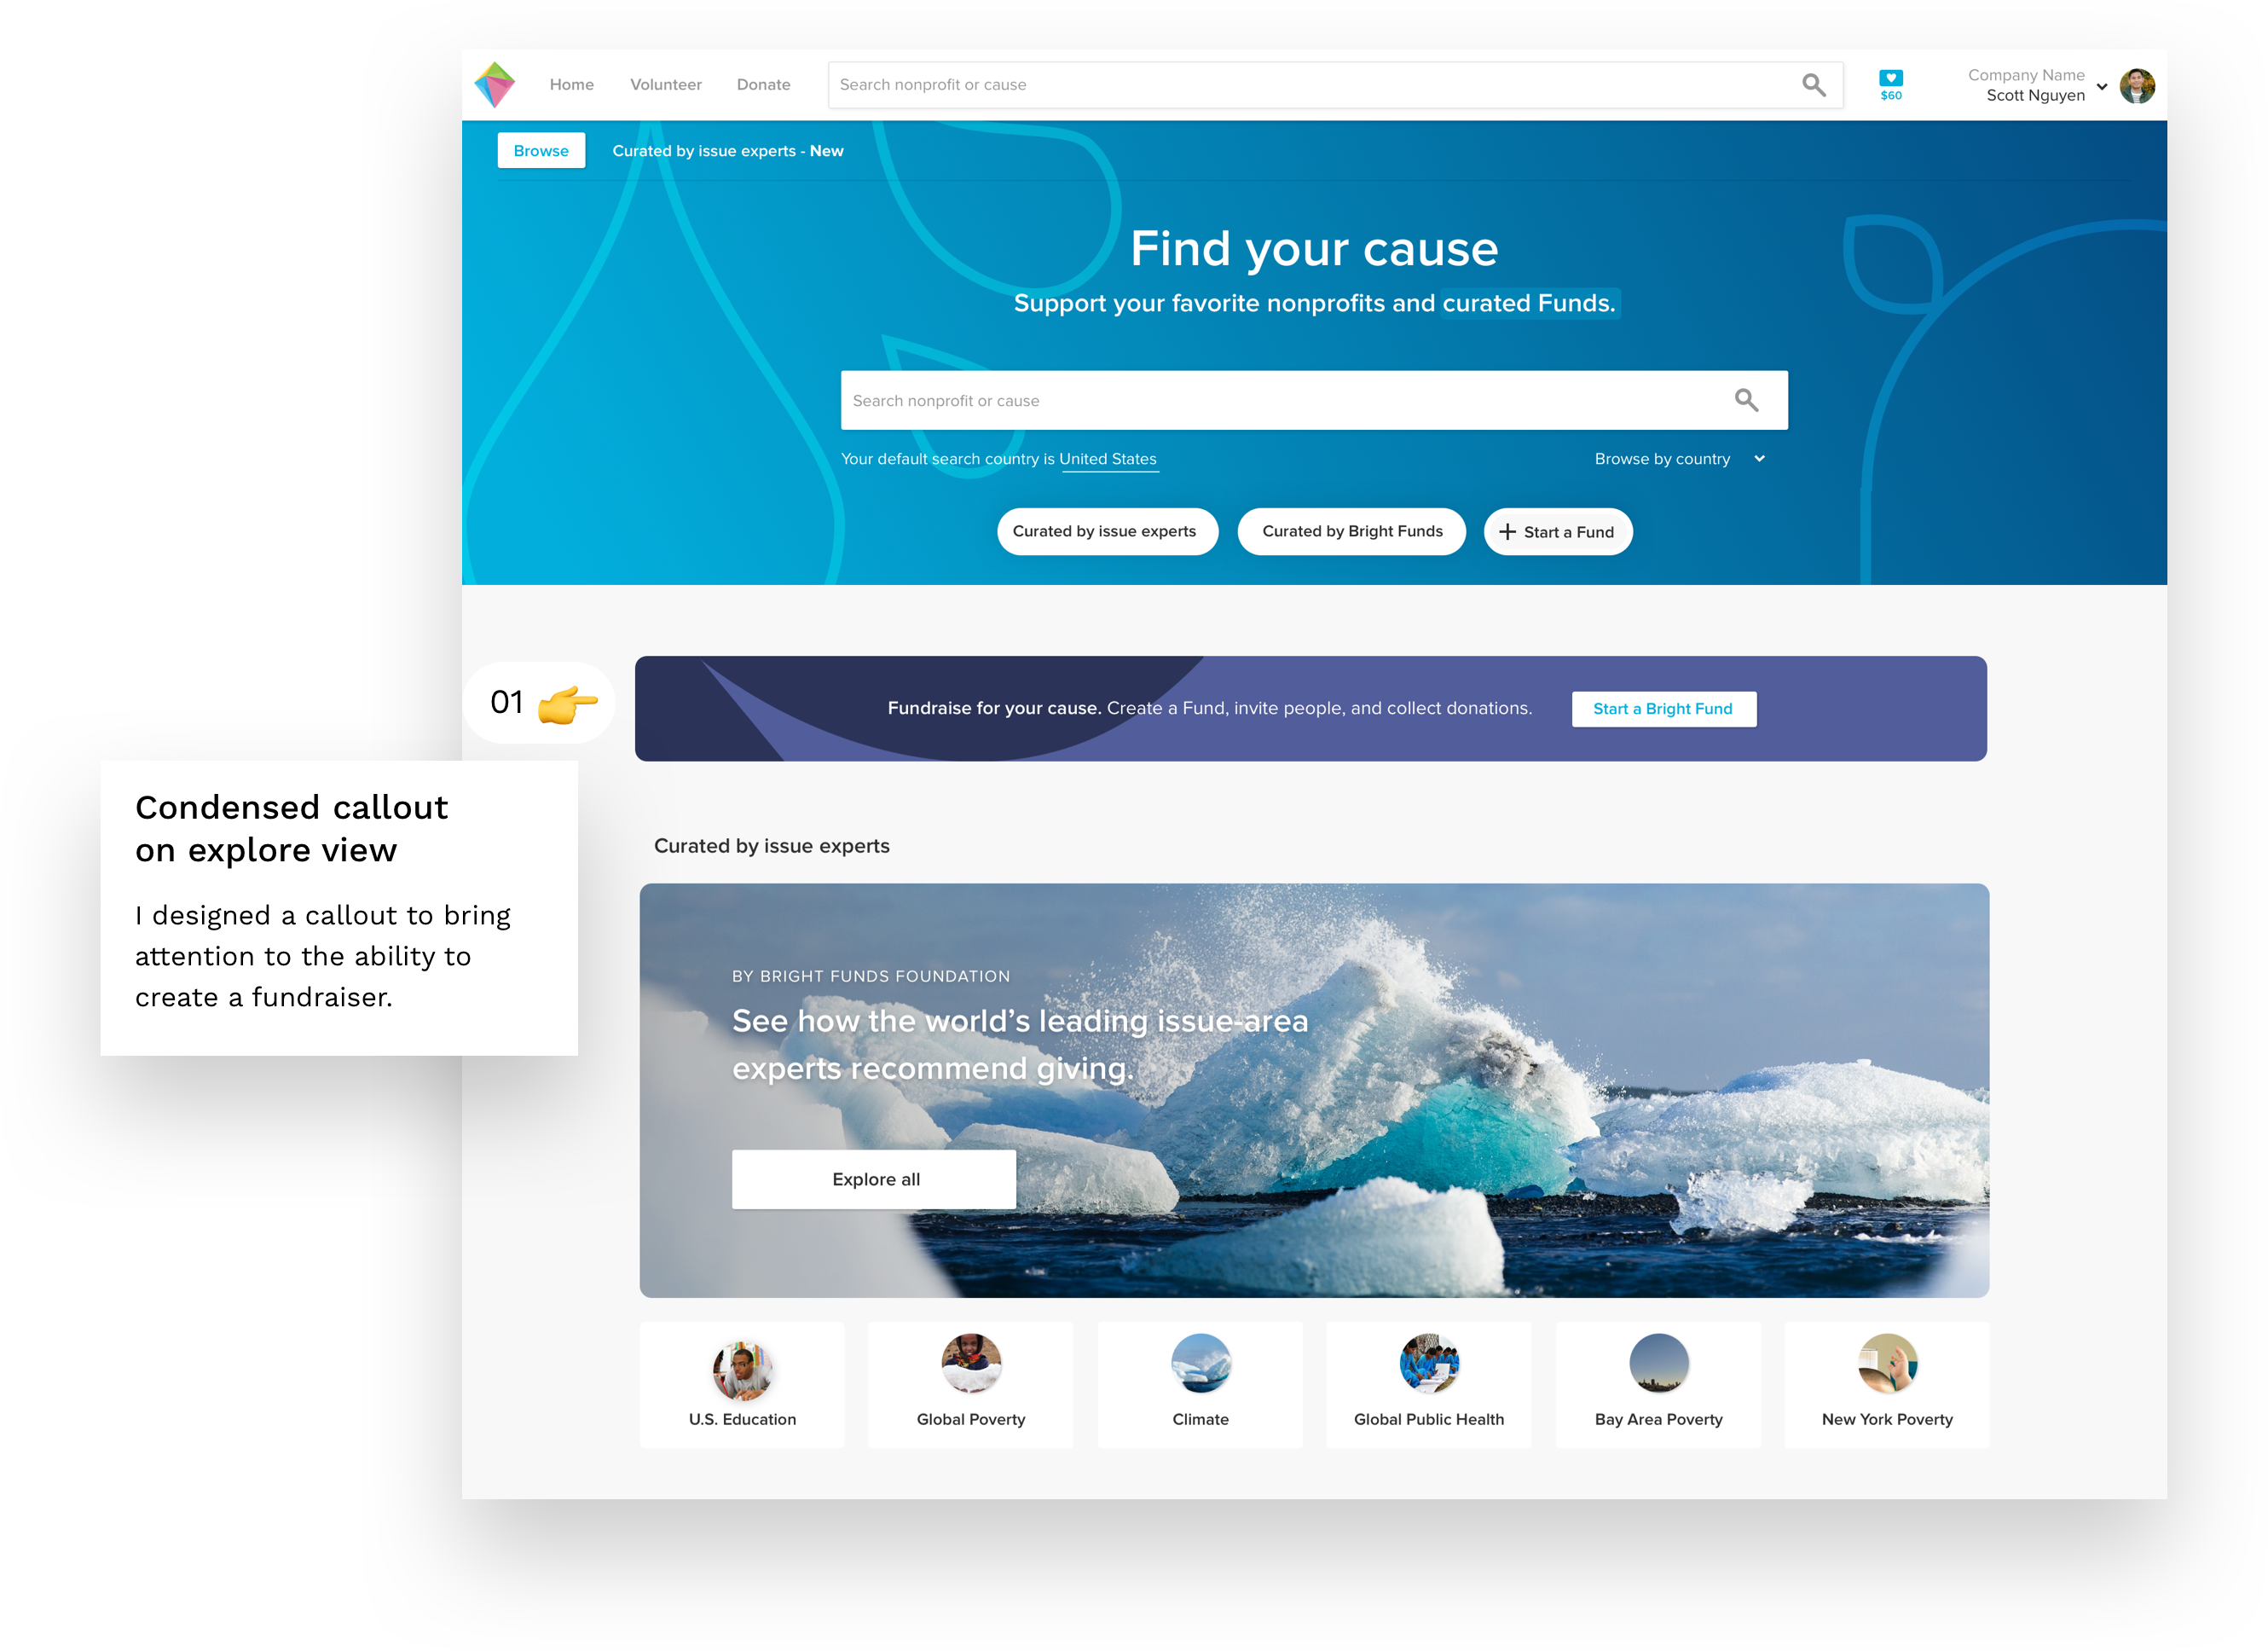 Home Volunteer Donate Search nonprofit or cause
$60
Company Name
Scott Nguyen
Browse Curated by issue experts - New
Find your cause
Support your favorite nonprofits and curated Funds.
Search nonprofit or cause
Your default search country is United States Browse by country
Curated by issue experts Curated by Bright Funds + Start a Fund
01
Fundraise for your cause. Create a Fund, invite people, and collect donations. Start a Bright Fund
Condensed callout
on explore view
I designed a callout to bring
attention to the ability to
create a fundraiser.
Curated by issue experts
BY BRIGHT FUNDS FOUNDATION
See how the world’s leading issue-area
experts recommend giving.
Explore all
U.S. Education Global Poverty Climate Global Public Health Bay Area Poverty New York Poverty